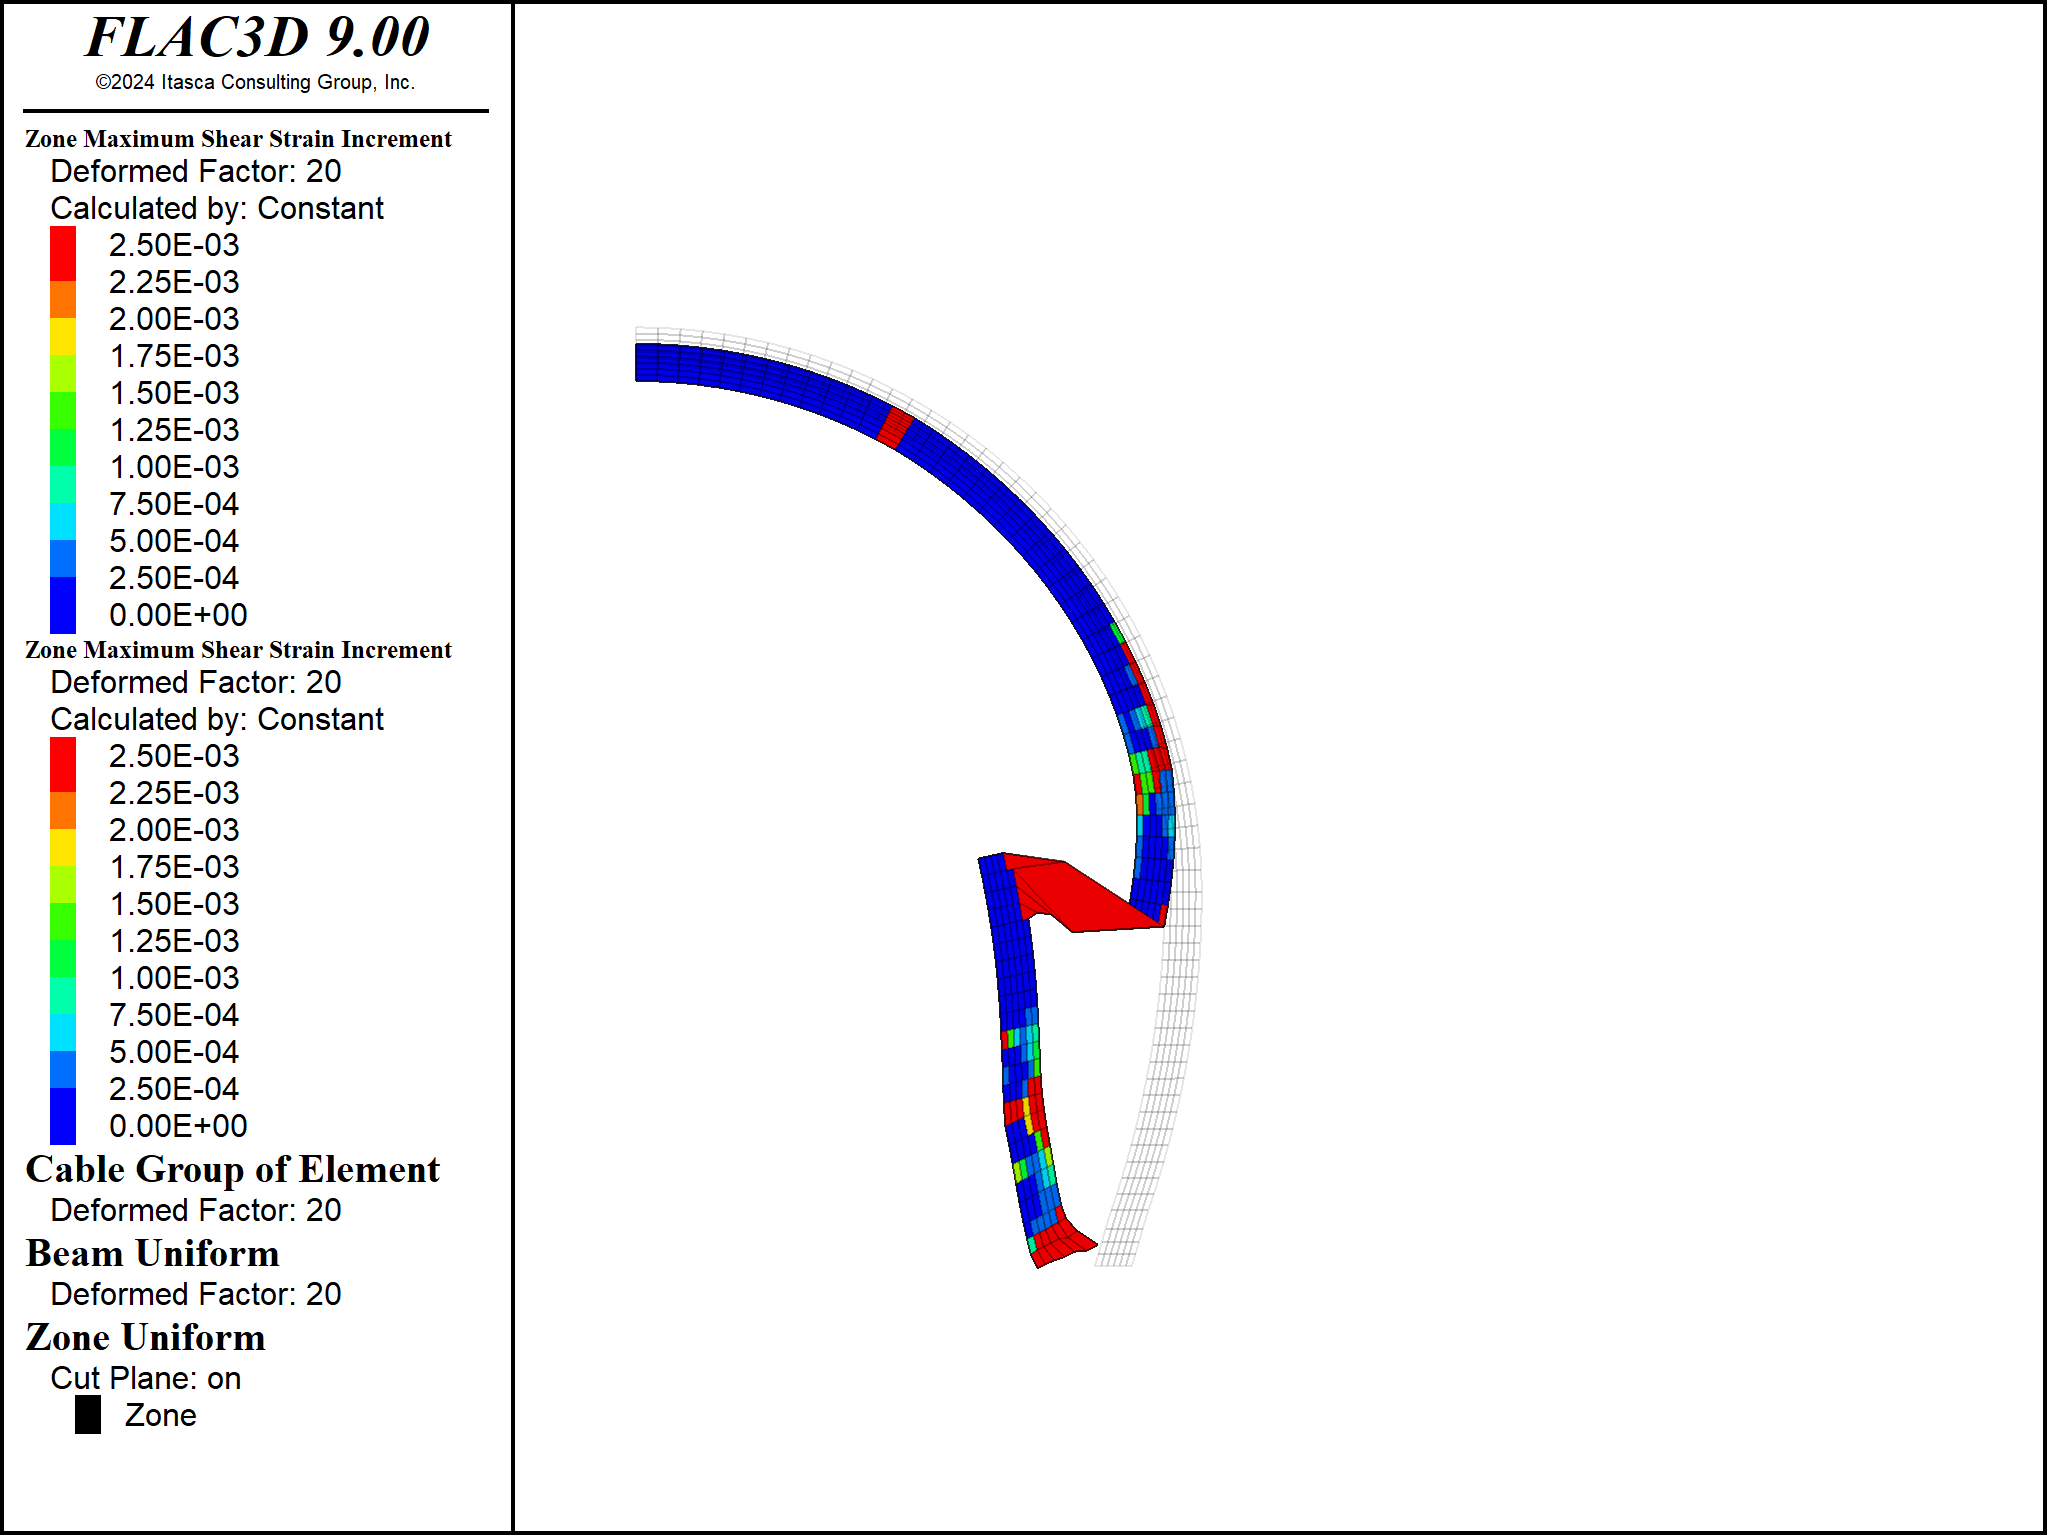 FLAC3D 9.00
©2024 Itasca Consulting Group, Inc.
Zone Maximum Shear Strain Increment
Deformed Factor: 20
Calculated by: Constant
2.50E-03
2.25E-03
2.00E-03
1.75E-03
1.50E-03
1.25E-03
1.00E-03
7.50E-04
5.00E-04
2.50E-04
0.00E+00
Zone Maximum Shear Strain Increment
Deformed Factor: 20
Calculated by: Constant
2.50E-03
2.25E-03
2.00E-03
1.75E-03
1.50E-03
1.25E-03
1.00E-03
7.50E-04
5.00E-04
2.50E-04
0.00E+00
Cable Group of Element
Deformed Factor: 20
Beam Uniform
Deformed Factor: 20
Zone Uniform
Cut Plane: on
Zone